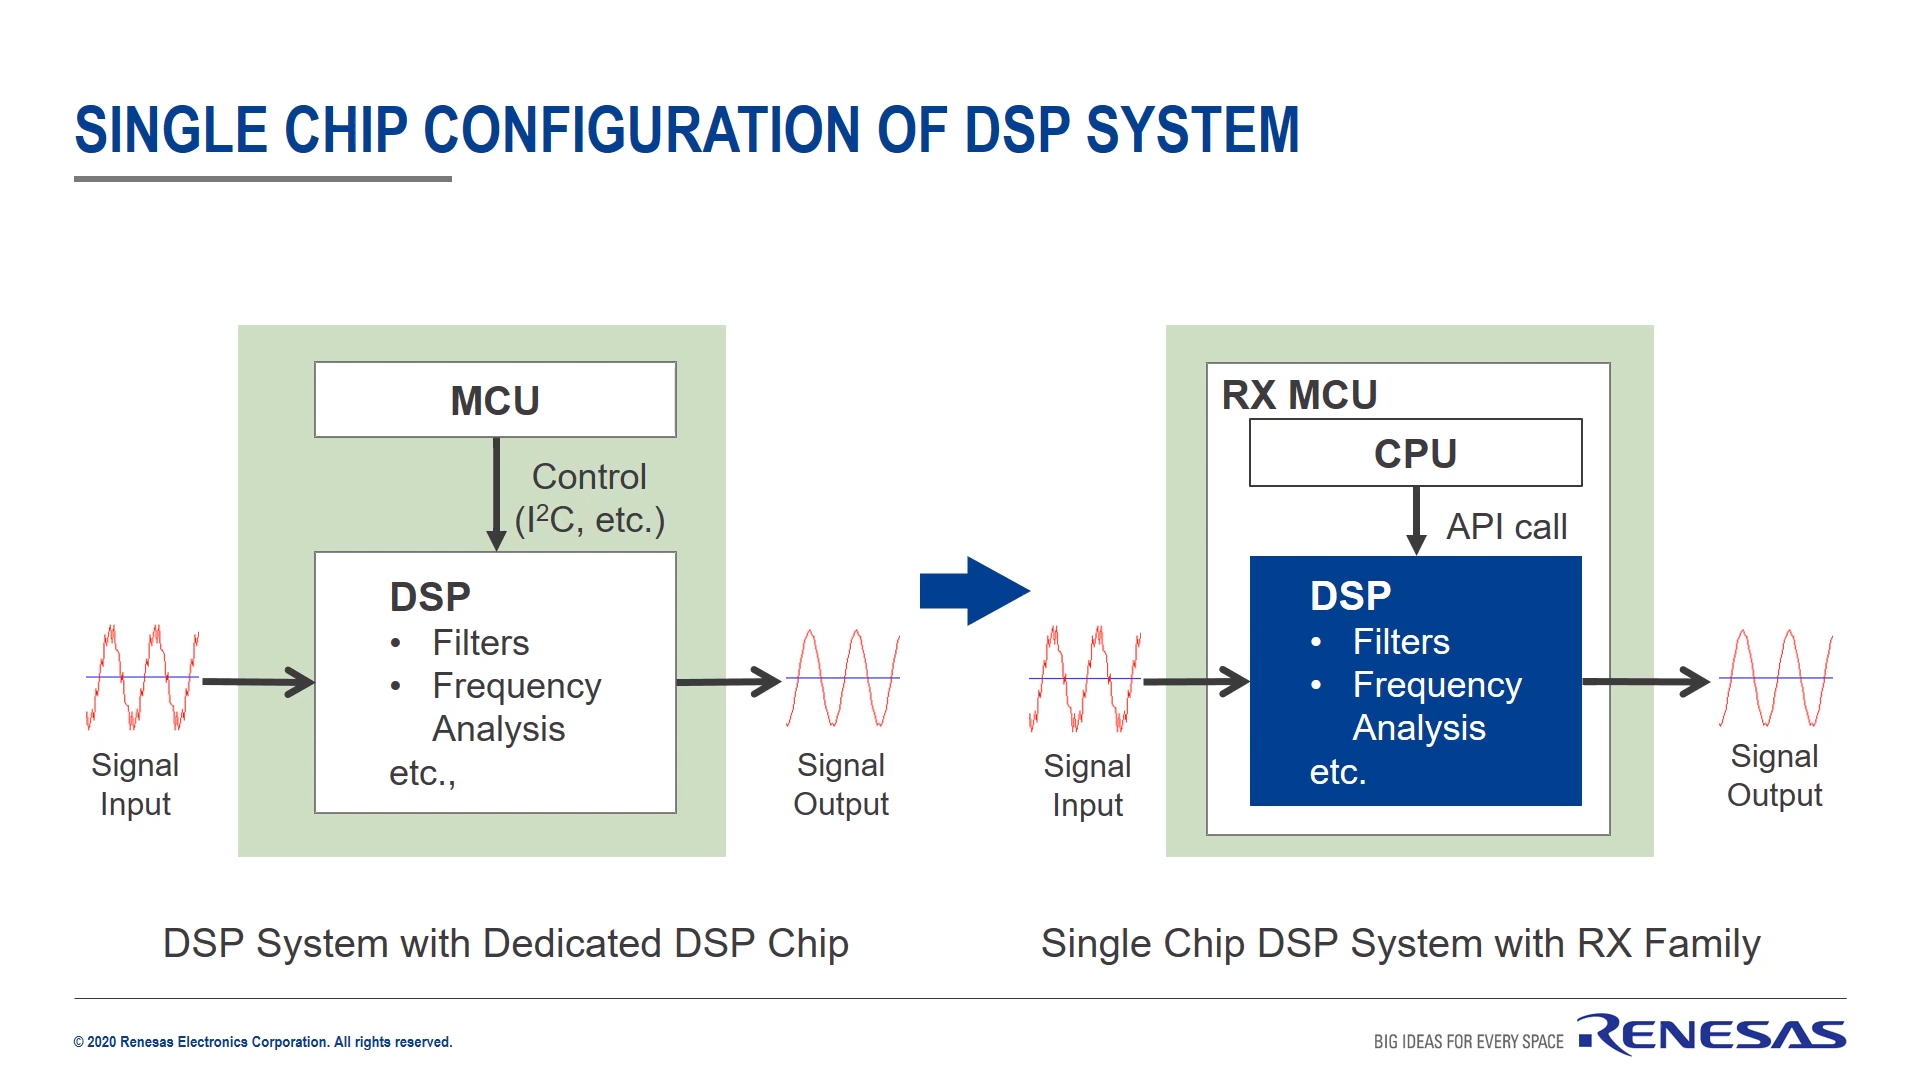 SINGLE CHIP CONFIGURATION OF DSP SYSTEM
MCU
Control
(I²C, etc.)
DSP
• Filters
• Frequency
Analysis
etc.,
Signal
Input
Signal
Output
DSP System with Dedicated DSP Chip
RX MCU
CPU
API call
DSP
• Filters
• Frequency
Analysis
etc.
Signal
Input
Signal
Output
Single Chip DSP System with RX Family
© 2020 Renesas Electronics Corporation. All rights reserved.
BIG IDEAS FOR EVERY SPACE RENESAS